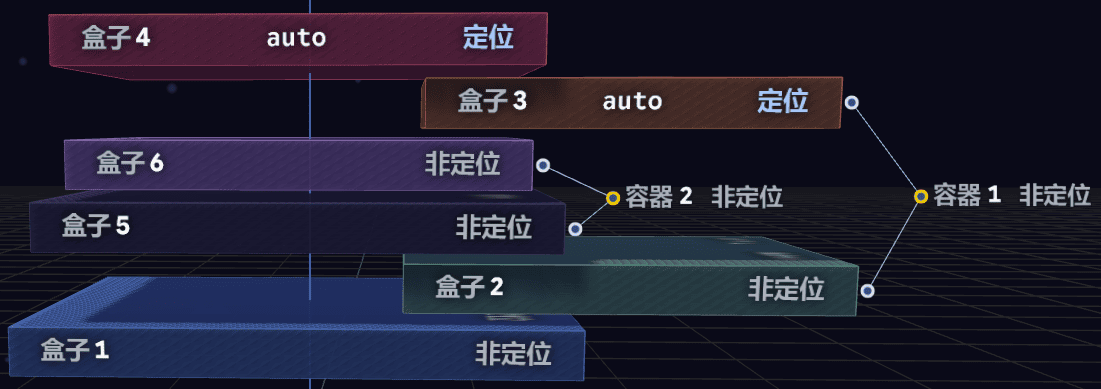 盒子 4 auto 定位
盒子 3 auto 定位
盒子 6 非定位
容器 2 非定位
容器 1 非定位
盒子 5 非定位
盒子 2 非定位
盒子 1 非定位